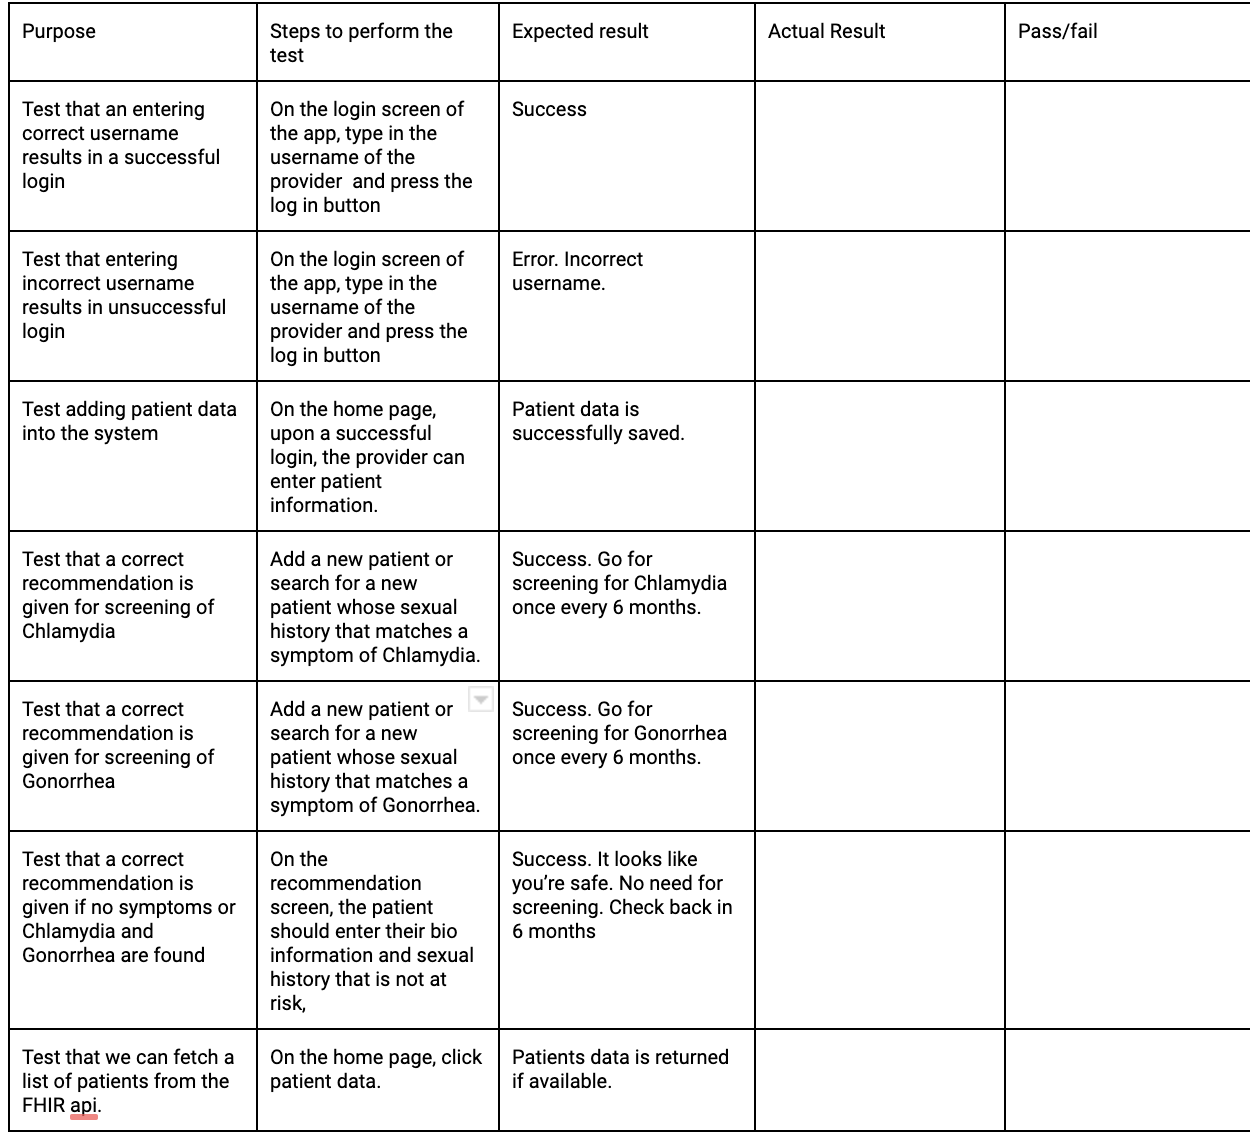 Purpose
Steps to perform the
test
Expected result
Actual Result
Pass/fail
Test that an entering
correct username
results in a successful
login
On the login screen of
the app, type in the
username of the
provider  and press the
log in button
Success
Test that entering
incorrect username
results in unsuccessful
login
On the login screen of
the app, type in the
username of the
provider and press the
log in button
Error. Incorrect
username.
Test adding patient data
into the system
On the home page,
upon a successful
login, the provider can
enter patient
information.
Patient data is
successfully saved.
Test that a correct
recommendation is
given for screening of
Chlamydia
Add a new patient or
search for a new
patient whose sexual
history that matches a
symptom of Chlamydia.
Success. Go for
screening for Chlamydia
once every 6 months.
Test that a correct
recommendation is
given for screening of
Gonorrhea
Add a new patient or
search for a new
patient whose sexual
history that matches a
symptom of Gonorrhea.
Success. Go for
screening for Gonorrhea
once every 6 months.
Test that a correct
recommendation is
given if no symptoms or
Chlamydia and
Gonorrhea are found
On the
recommendation
screen, the patient
should enter their bio
information and sexual
history that is not at
risk,
Success. It looks like
you’re safe. No need for
screening. Check back in
6 months
Test that we can fetch a
list of patients from the
FHIR api.
On the home page, click
patient data.
Patients data is returned
if available.